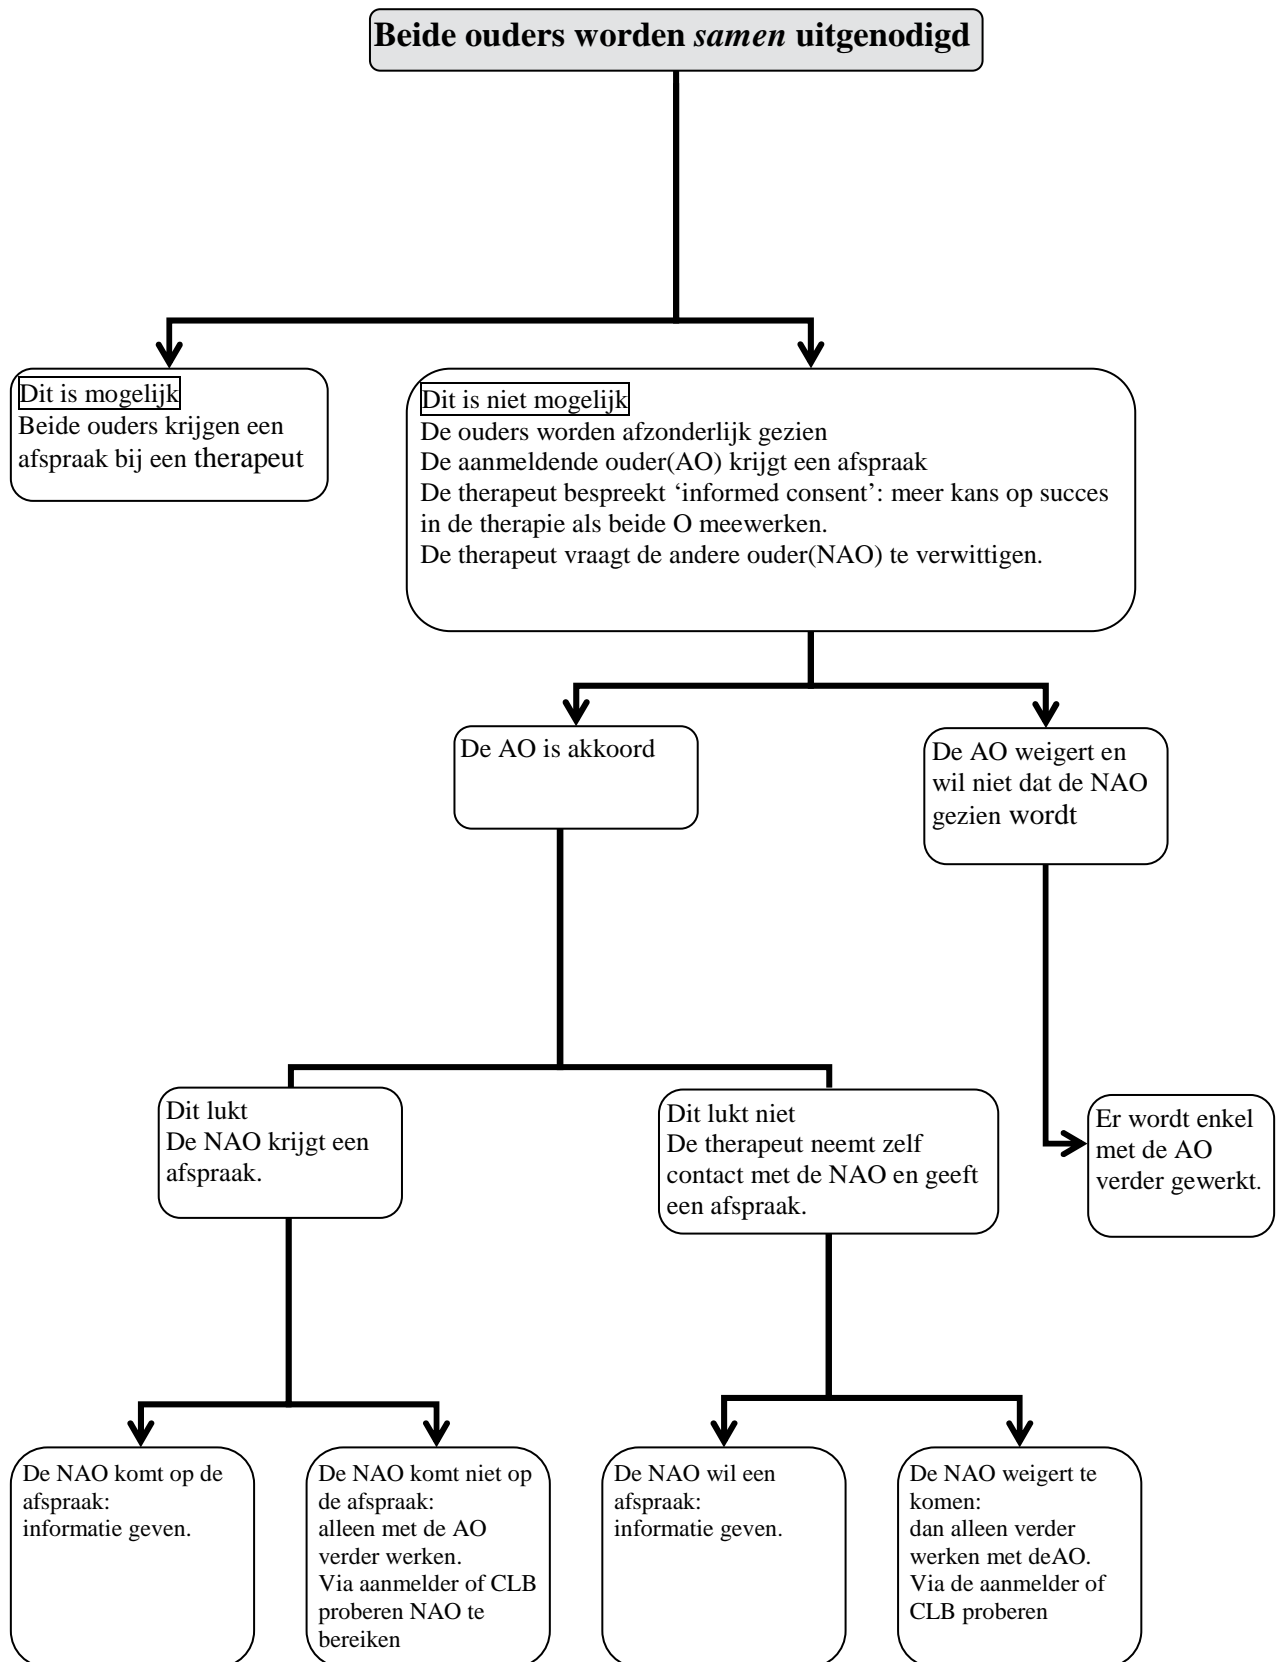 Beide ouders worden samen uitgenodigd
Dit is mogelijk
Beide ouders krijgen een
afspraak bij een therapeut
Dit is niet mogelijk
De ouders worden afzonderlijk gezien
De aanmeldende ouder(AO) krijgt een afspraak
De therapeut bespreekt ‘informed consent’: meer kans op succes
in de therapie als beide O meewerken.
De therapeut vraagt de andere ouder(NAO) te verwittigen.
De AO is akkoord
De AO weigert en
wil niet dat de NAO
gezien wordt
Dit lukt
De NAO krijgt een
afspraak.
Dit lukt niet
De therapeut neemt zelf
contact met de NAO en geeft
een afspraak.
Er wordt enkel
met de AO
verder gewerkt.
De NAO komt op de
afspraak:
informatie geven.
De NAO komt niet op
de afspraak:
alleen met de AO
verder werken.
Via aanmelder of CLB
proberen NAO te
bereiken
De NAO wil een
afspraak:
informatie geven.
De NAO weigert te
komen:
dan alleen verder
werken met deAO.
Via de aanmelder of
CLB proberen